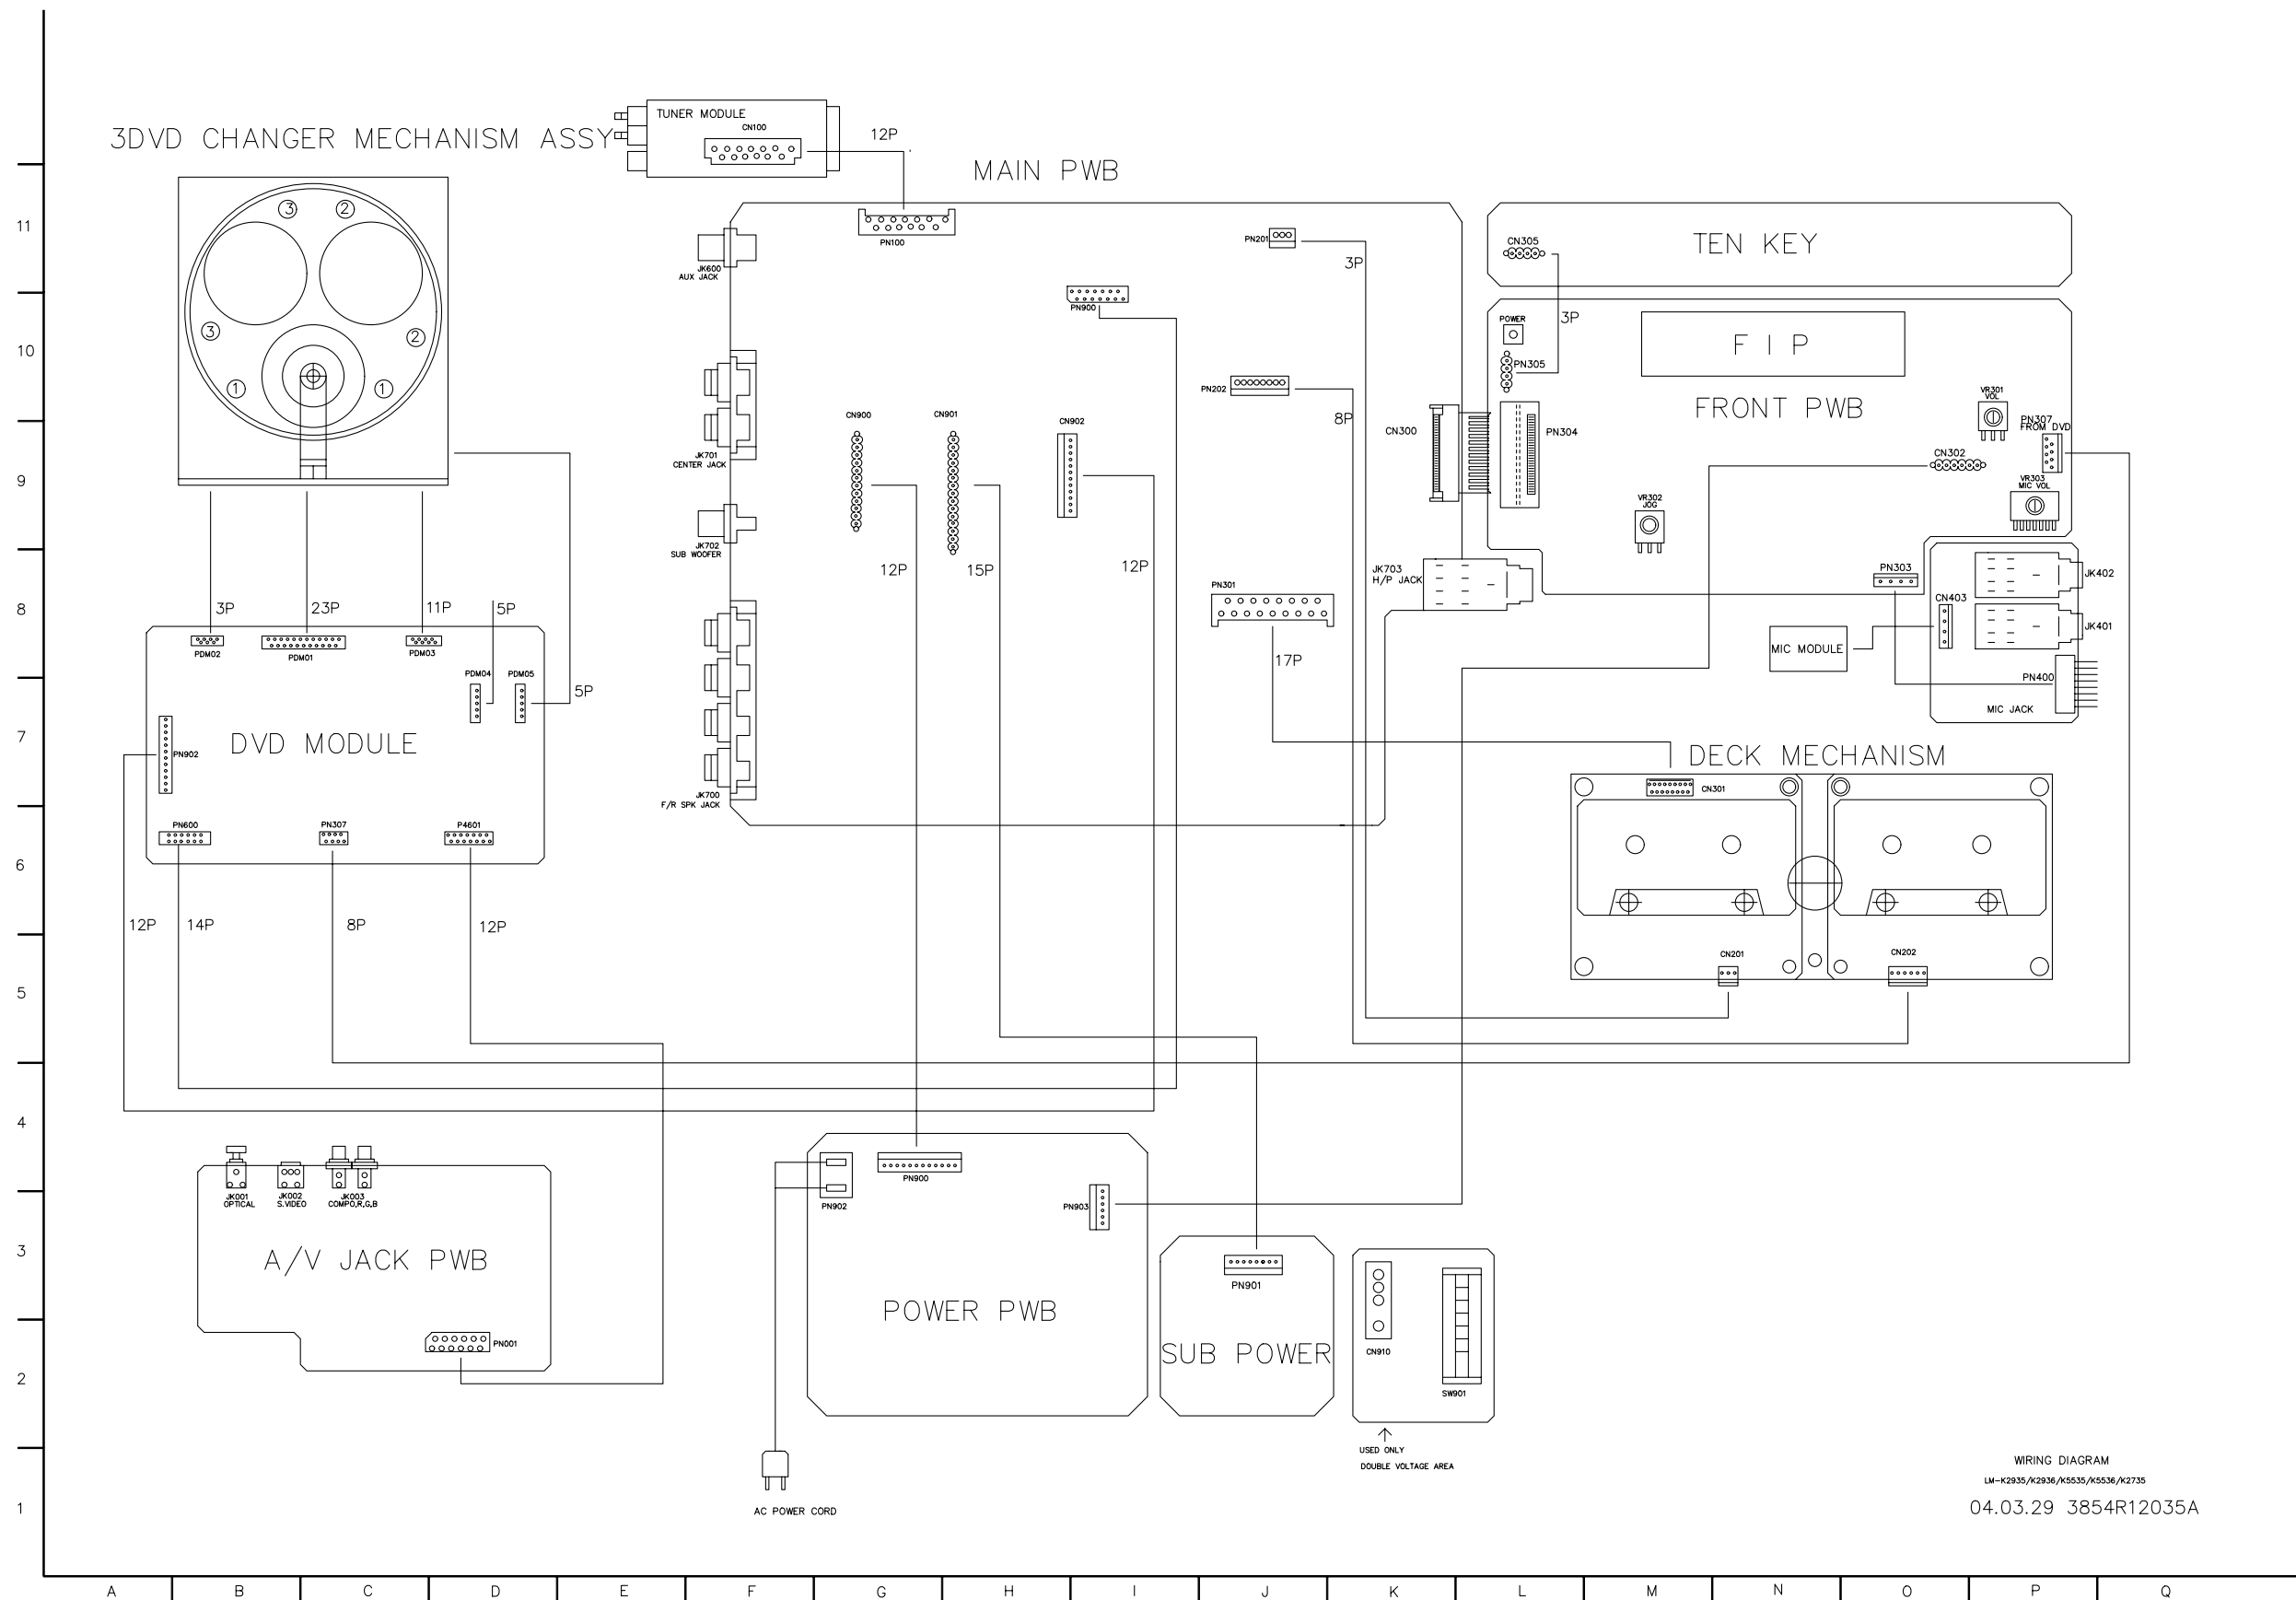 TUNER MODULE
CN100
12P
3DVD CHANGER MECHANISM ASSY
MAIN PWB
3
2
3
2
1
1
PN100
JK600
AUX JACK
PN201
3P
CN305
TEN KEY
PN900
POWER
3P
F I P
PN305
PN202
8P
VR301
VOL
FRONT PWB
PN307
FROM DVD
CN900
CN901
CN902
CN300
PN304
CN302
JK701
CENTER JACK
VR303
MIC VOL
VR302
JOG
JK702
SUB WOOFER
12P
15P
12P
JK703
H/P JACK
PN303
JK402
PN301
CN403
3P
23P
11P
5P
PDM02
PDM01
PDM03
JK401
MIC MODULE
17P
PDM04
PDM05
5P
PN400
MIC JACK
DVD MODULE
PN902
DECK MECHANISM
CN301
JK700
F/R SPK JACK
PN600
PN307
P4601
12P
14P
8P
12P
CN201
CN202
JK001
OPTICAL
JK002
S.VIDEO
JK003
COMPO,R,G,B
PN900
PN902
PN903
A/V JACK PWB
PN901
POWER PWB
PN001
SUB POWER
CN910
SW901
USED ONLY
DOUBLE VOLTAGE AREA
AC POWER CORD
WIRING DIAGRAM
LM-K2935/K2936/K5535/K5536/K2735
04.03.29 3854R12035A
11
10
9
8
7
6
5
4
3
2
1
A B C D E F G H I J K L M N O P Q